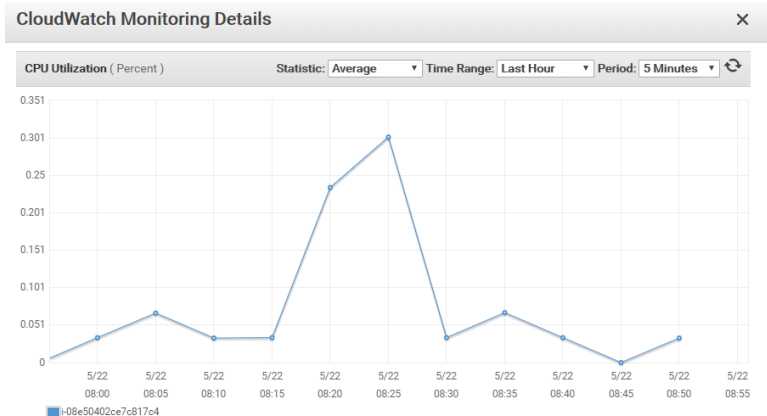 CloudWatch Monitoring Details ×
CPU Utilization ( Percent ) Statistic: Average Time Range: Last Hour Period: 5 Minutes
0.351
0.301
0.25
0.201
0.151
0.101
0.051
0
5/22 5/22 5/22 5/22 5/22 5/22 5/22 5/22 5/22 5/22 5/22 5/22
08:00 08:05 08:10 08:15 08:20 08:25 08:30 08:35 08:40 08:45 08:50 08:55
i-08e50402ce7c817c4